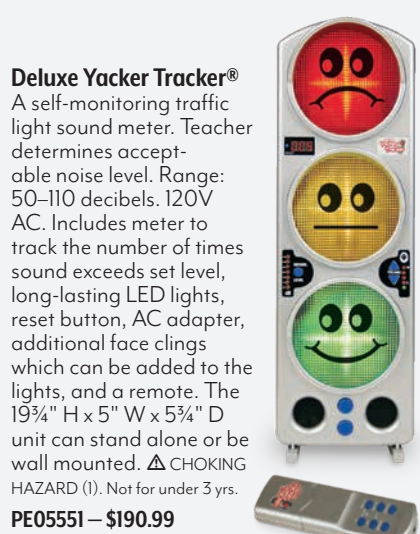 Deluxe Yacker Tracker®
A self-monitoring traffic
light sound meter. Teacher
determines accept-
able noise level. Range:
50–110 decibels. 120V
AC. Includes meter to
track the number of times
sound exceeds set level,
long-lasting LED lights,
reset button, AC adapter,
additional face clings
which can be added to the
lights, and a remote. The
19¾" H x 5" W x 5¾" D
unit can stand alone or be
wall mounted. ⚠ CHOKING
HAZARD (1). Not for under 3 yrs.
PE05551 — $190.99